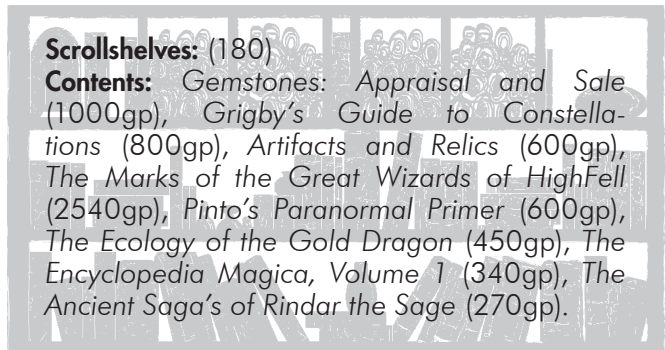 Scrollshelves: (180)
Contents: Gemstones: Appraisal and Sale
(1000gp), Grigby's Guide to Constella-
tions (800gp), Artifacts and Relics (600gp),
The Marks of the Great Wizards of HighFell
(2540gp), Pinto's Paranormal Primer (600gp),
The Ecology of the Gold Dragon (450gp), The
Encyclopedia Magica, Volume 1 (340gp), The
Ancient Saga's of Rindar the Sage (270gp).